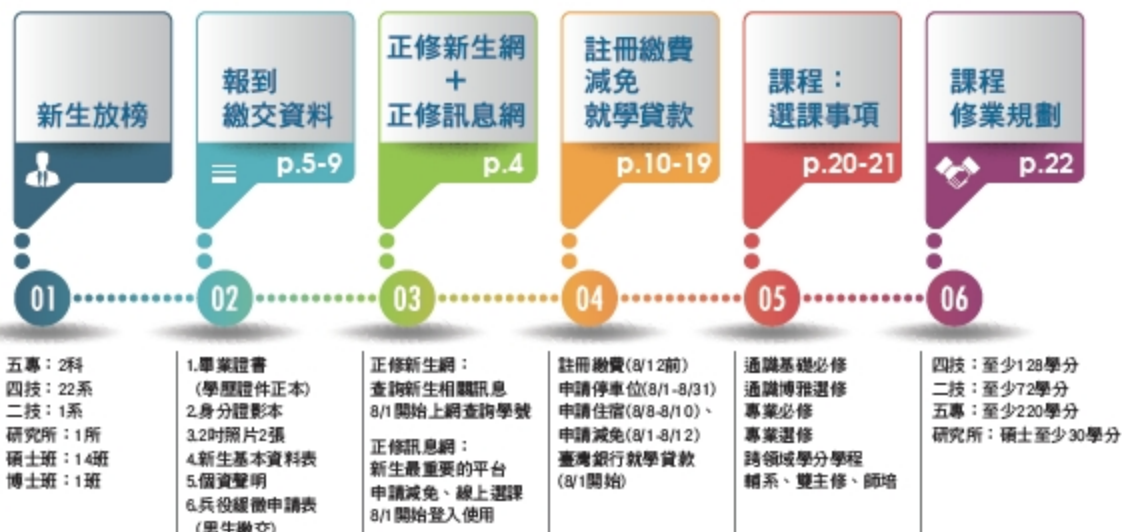 新生放榜
報到
繳交資料
p.5-9
正修新生網
+
正修訊息網
p.4
註冊繳費
減免
就學貸款
p.10-19
課程：
選課事項
p.20-21
課程
修業規劃
p.22
01
02
03
04
05
06
五專：2科
四技：22系
二技：1系
研究所：1所
碩士班：14班
博士班：1班
1.畢業證書
(學歷證件正本)
2.身分證影本
3.2吋照片2張
4.新生基本資料表
5.個資聲明
6.兵役緩徵申請表
(男生繳交)
正修新生網：
查詢新生相關訊息
8/1開始上網查詢學號
正修訊息網：
新生最重要的平台
申請減免、線上選課
8/1開始登入使用
註冊繳費(8/12前)
申請停車位(8/1-8/31)
申請住宿(8/8-8/10)、
申請減免(8/1-8/12)
臺灣銀行就學貸款
(8/1開始)
通識基礎必修
通識博雅選修
專業必修
專業選修
跨領域學分學程
輔系、雙主修、師培
四技：至少128學分
二技：至少72學分
五專：至少220學分
研究所：碩士至少30學分